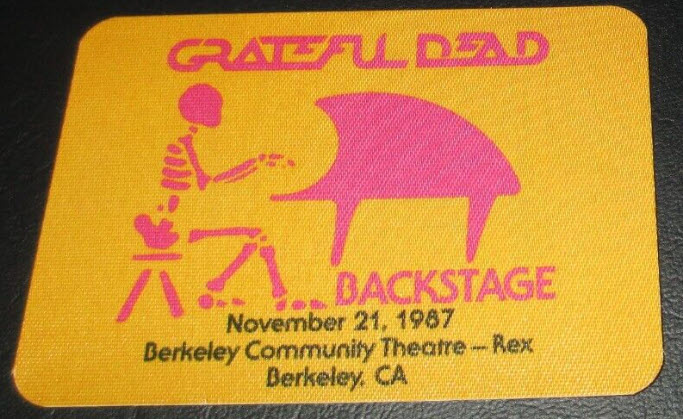 GRATEFUL DEAD
BACKSTAGE
November 21, 1987
Berkeley Community Theatre – Rex
Berkeley, CA